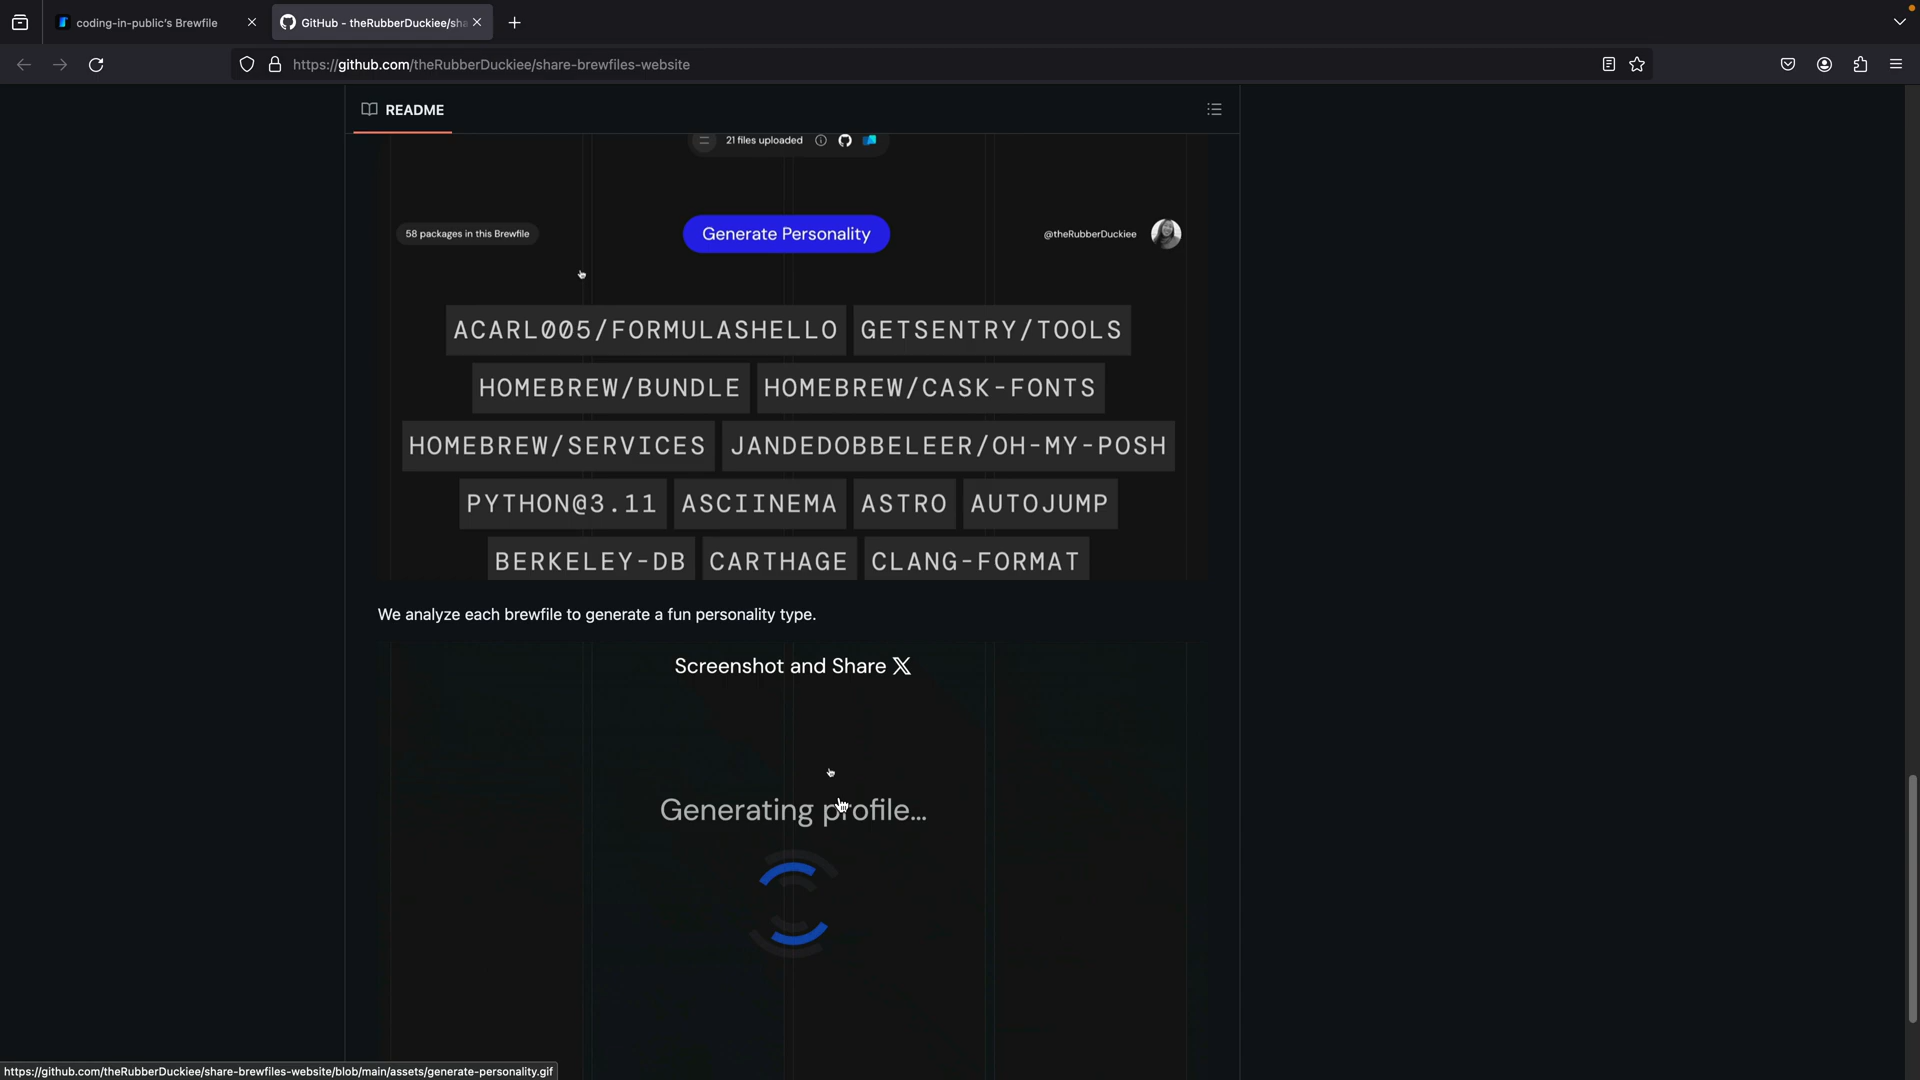 coding-in-public's Brewfile
GitHub - theRubberDuckiee/sha
https://github.com/theRubberDuckiee/share-brewfiles-website
README
21 files uploaded
58 packages in this Brewfile
Generate Personality
@theRubberDuckiee
ACARL005/FORMULASHELLO GETSENTRY/TOOLS
HOMEBREW/BUNDLE HOMEBREW/CASK-FONTS
HOMEBREW/SERVICES JANDEDOBBELEER/OH-MY-POSH
PYTHON@3.11 ASCIINEMA ASTRO AUTOJUMP
BERKELEY-DB CARTHAGE CLANG-FORMAT
We analyze each brewfile to generate a fun personality type.
Screenshot and Share X
Generating profile...
https://github.com/theRubberDuckiee/share-brewfiles-website/blob/main/assets/generate-personality.gif